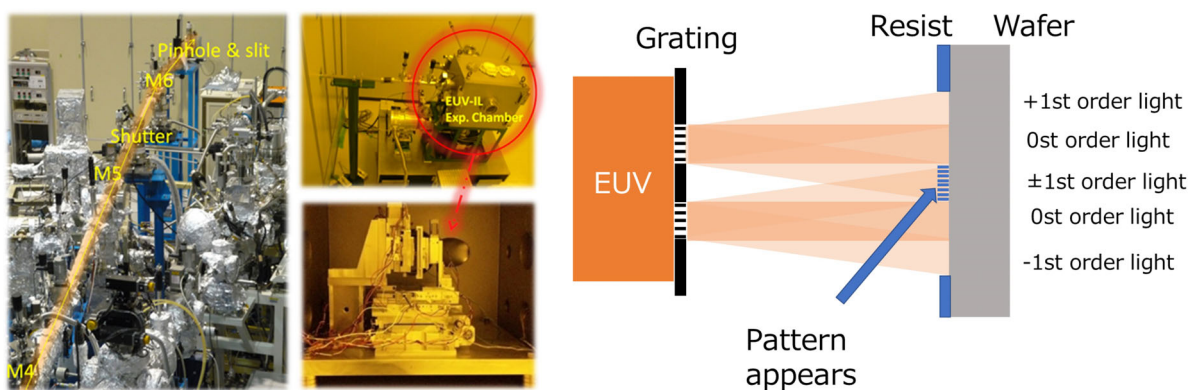 Pinhole & slit
M6
Shutter
M5
M4
EUV-IL
Exp. Chamber
Grating
Resist
Wafer
EUV
+1st order light
0st order light
±1st order light
0st order light
-1st order light
Pattern
appears